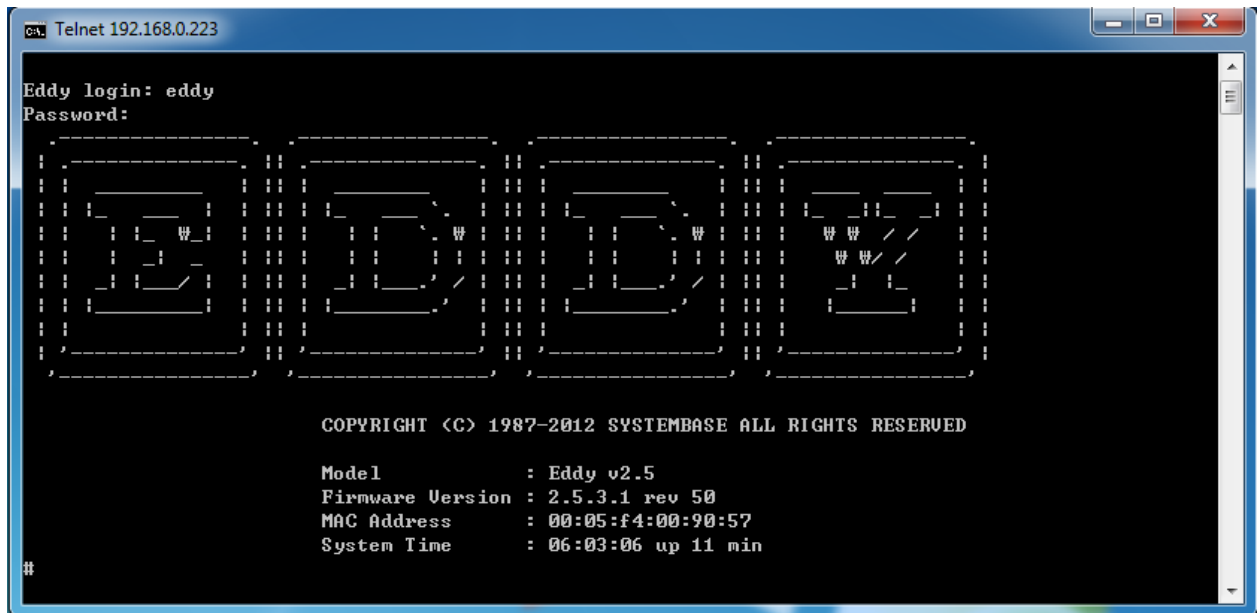 Telnet 192.168.0.223
Eddy login: eddy
Password:
EDDY
COPYRIGHT (C) 1987-2012 SYSTEMBASE ALL RIGHTS RESERVED
Model : Eddy v2.5
Firmware Version : 2.5.3.1 rev 50
MAC Address : 00:05:f4:00:90:57
System Time : 06:03:06 up 11 min
#